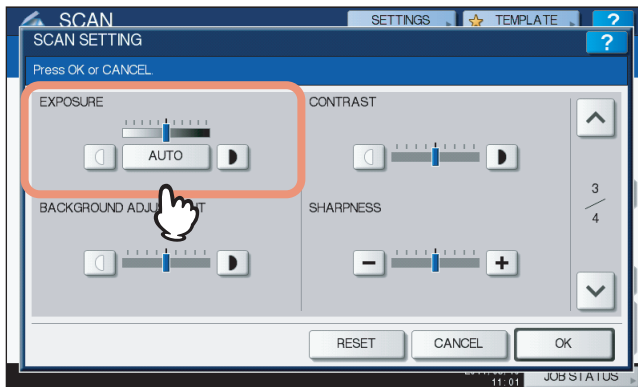 SCAN
SETTINGS
TEMPLATE
?
SCAN SETTING
?
Press OK or CANCEL.
EXPOSURE
AUTO
CONTRAST
BACKGROUND
SHARPNESS
3
4
RESET
CANCEL
OK
11:01
JOB STATUS